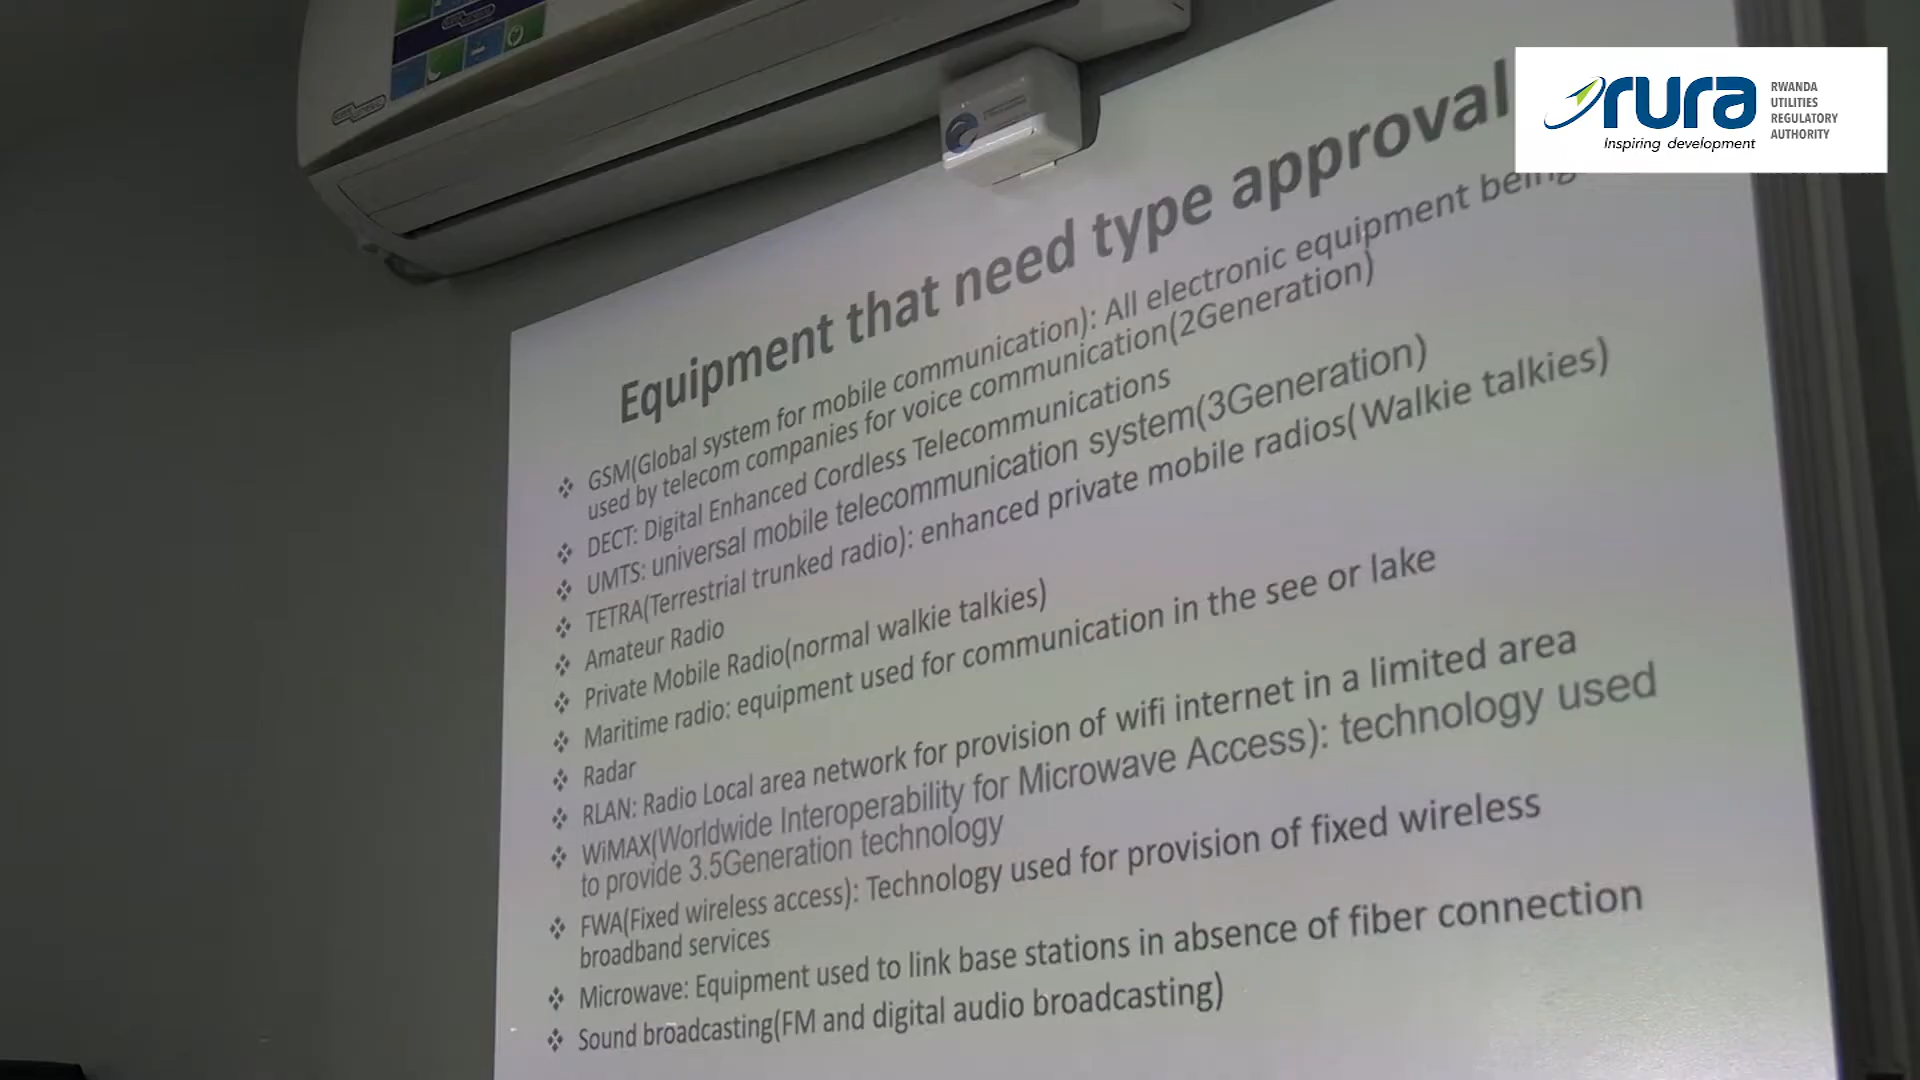 rura
Inspiring development
RWANDA
UTILITIES
REGULATORY
AUTHORITY
Equipment that need type approval
❖ GSM(Global system for mobile communication): All electronic equipment being
used by telecom companies for voice communication(2Generation)
❖ DECT: Digital Enhanced Cordless Telecommunications
❖ UMTS: universal mobile telecommunication system(3Generation)
❖ TETRA(Terrestrial trunked radio): enhanced private mobile radios(Walkie talkies)
❖ Amateur Radio
❖ Private Mobile Radio(normal walkie talkies)
❖ Maritime radio: equipment used for communication in the see or lake
❖ Radar
❖ RLAN: Radio Local area network for provision of wifi internet in a limited area
❖ WiMAX(Worldwide Interoperability for Microwave Access): technology used
to provide 3.5Generation technology
❖ FWA(Fixed wireless access): Technology used for provision of fixed wireless
broadband services
❖ Microwave: Equipment used to link base stations in absence of fiber connection
❖ Sound broadcasting(FM and digital audio broadcasting)